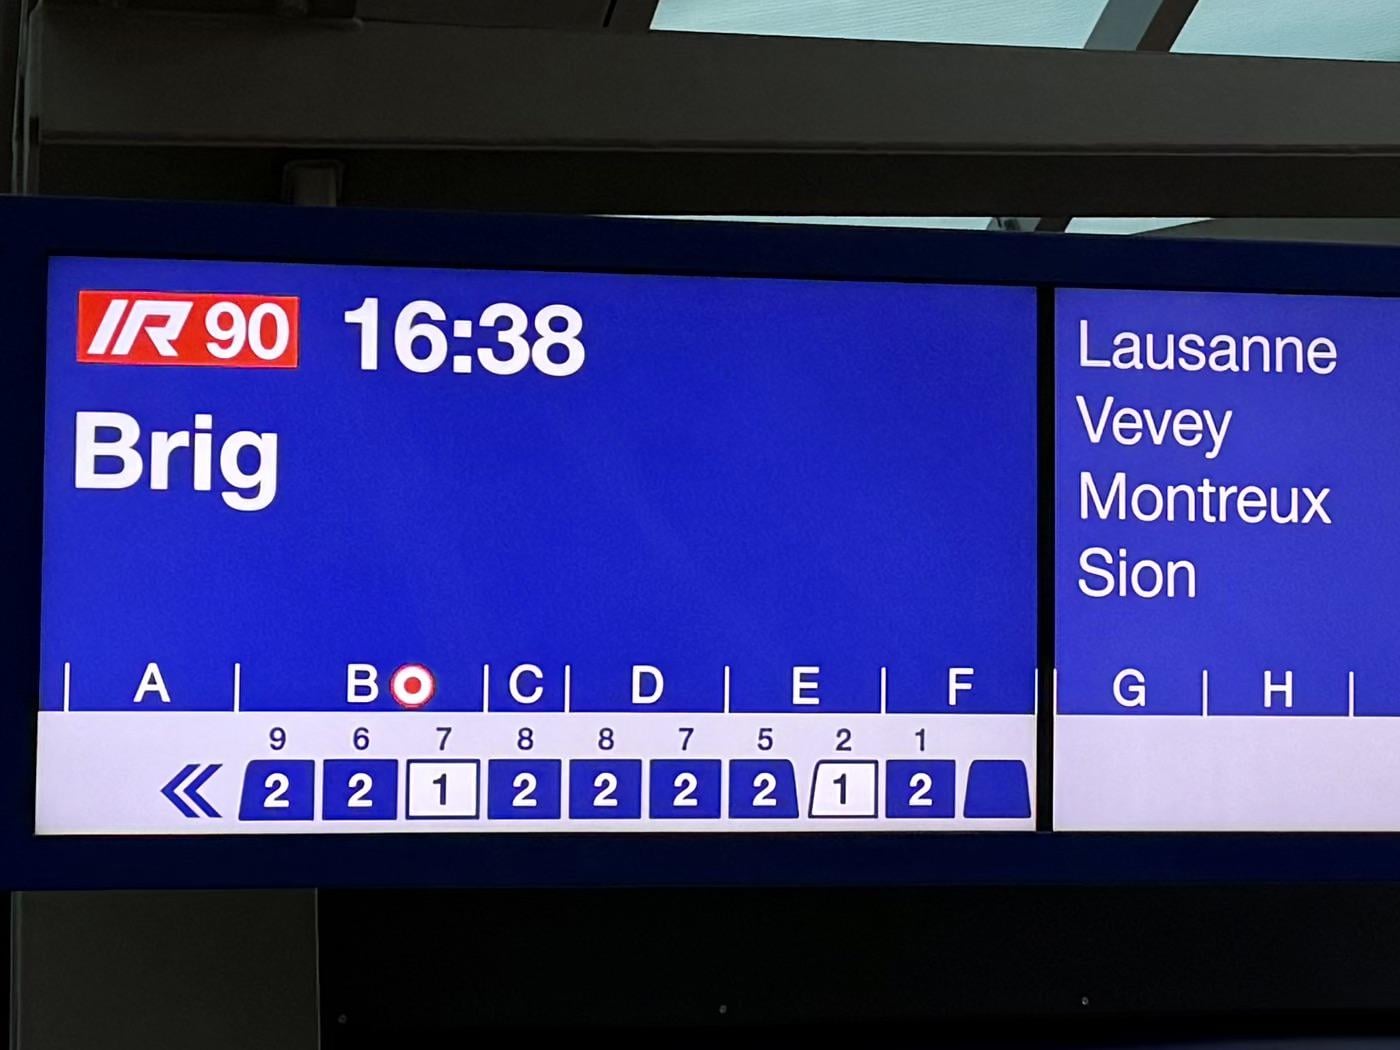 IR 90 16:38
Brig
Lausanne
Vevey
Montreux
Sion
A B C D E F G H
9 6 7 8 8 7 5 2 1
2 2 1 2 2 2 2 1 2